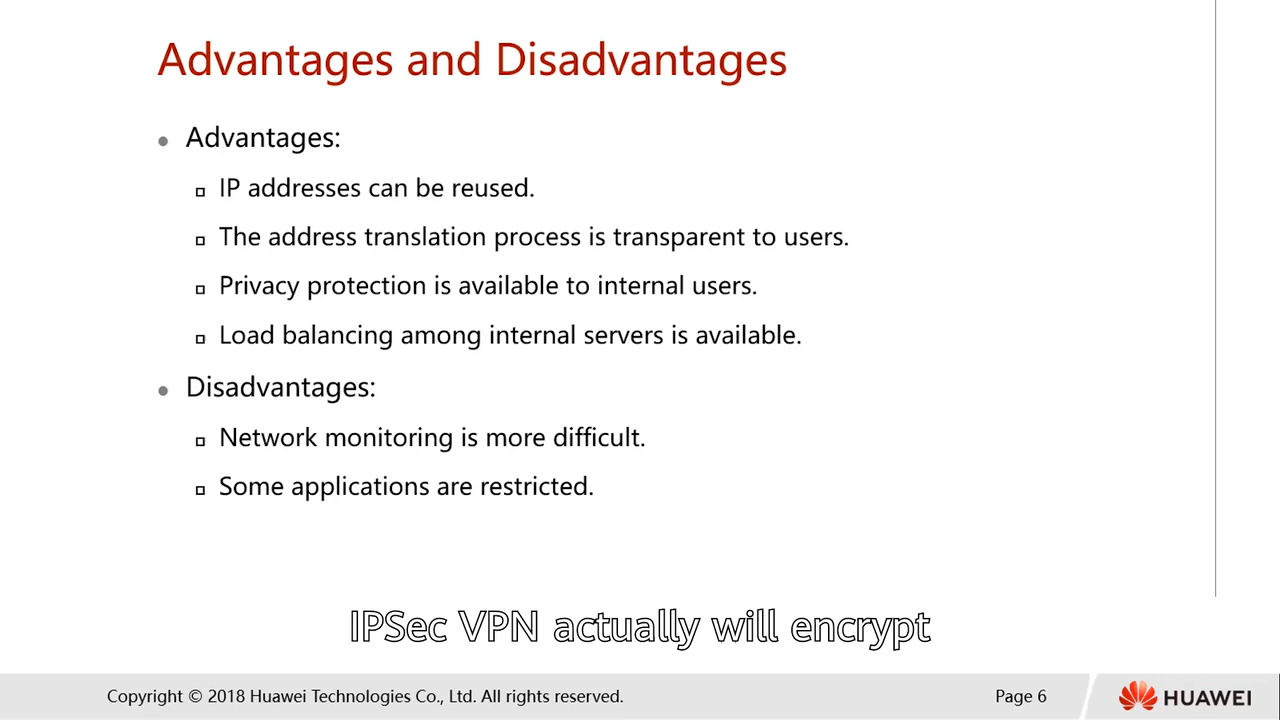 Advantages and Disadvantages
Advantages:
IP addresses can be reused.
The address translation process is transparent to users.
Privacy protection is available to internal users.
Load balancing among internal servers is available.
Disadvantages:
Network monitoring is more difficult.
Some applications are restricted.
IPSec VPN actually will encrypt
Copyright © 2018 Huawei Technologies Co., Ltd. All rights reserved.
Page 6
HUAWEI